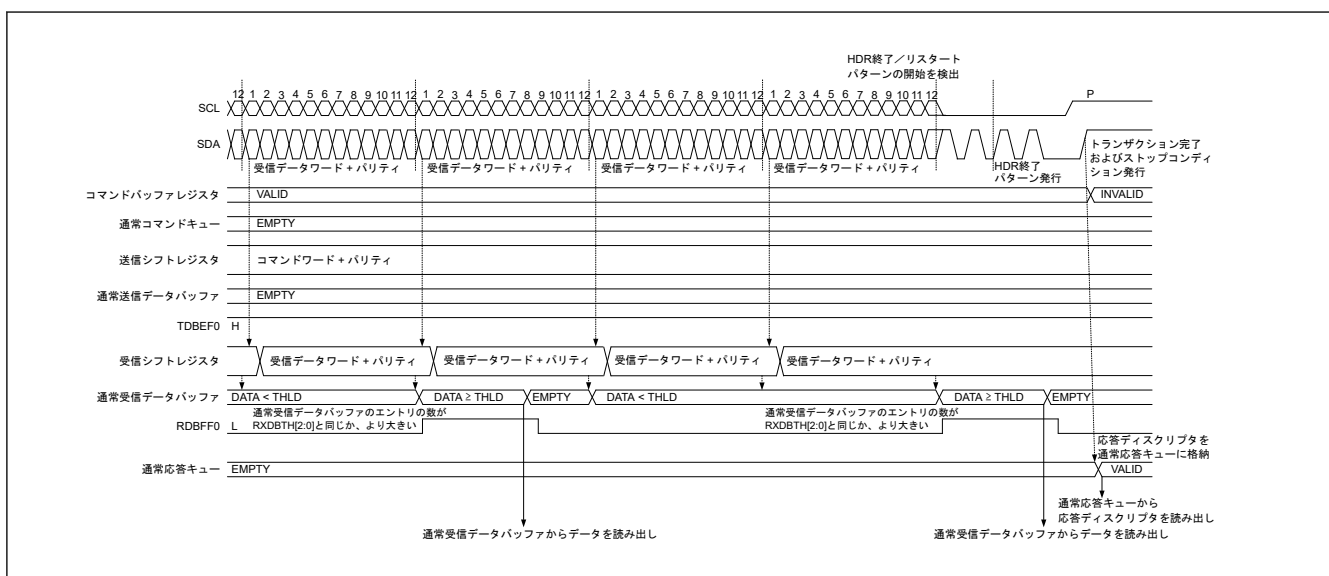 HDR終了／リスタート
パターンの開始を検出
12 1 2 3 4 5 6 7 8 9 10 11 12 1 2 3 4 5 6 7 8 9 10 11 12 1 2 3 4 5 6 7 8 9 10 11 12 1 2 3 4 5 6 7 8 9 10 11 12
P
SCL
SDA
受信データワード + パリティ 受信データワード + パリティ 受信データワード + パリティ 受信データワード + パリティ
HDR終了
パターン発行
トランザクション完了
およびストップコンディ
ション発行
コマンドバッファレジスタ VALID INVALID
通常コマンドキュー EMPTY
送信シフトレジスタ コマンドワード + パリティ
通常送信データバッファ EMPTY
TDBEF0 H
受信シフトレジスタ 受信データワード + パリティ 受信データワード + パリティ 受信データワード + パリティ 受信データワード + パリティ
通常受信データバッファ DATA < THLD DATA ≥ THLD EMPTY DATA < THLD DATA ≥ THLD EMPTY
通常受信データバッファのエントリの数が
RXDBTH[2:0]と同じか、より大きい
通常受信データバッファのエントリの数が
RXDBTH[2:0]と同じか、より大きい
RDBFF0 L
応答ディスクリプタを
通常応答キューに格納
通常応答キュー EMPTY VALID
通常応答キューから
応答ディスクリプタを読み出し
通常受信データバッファからデータを読み出し
通常受信データバッファからデータを読み出し